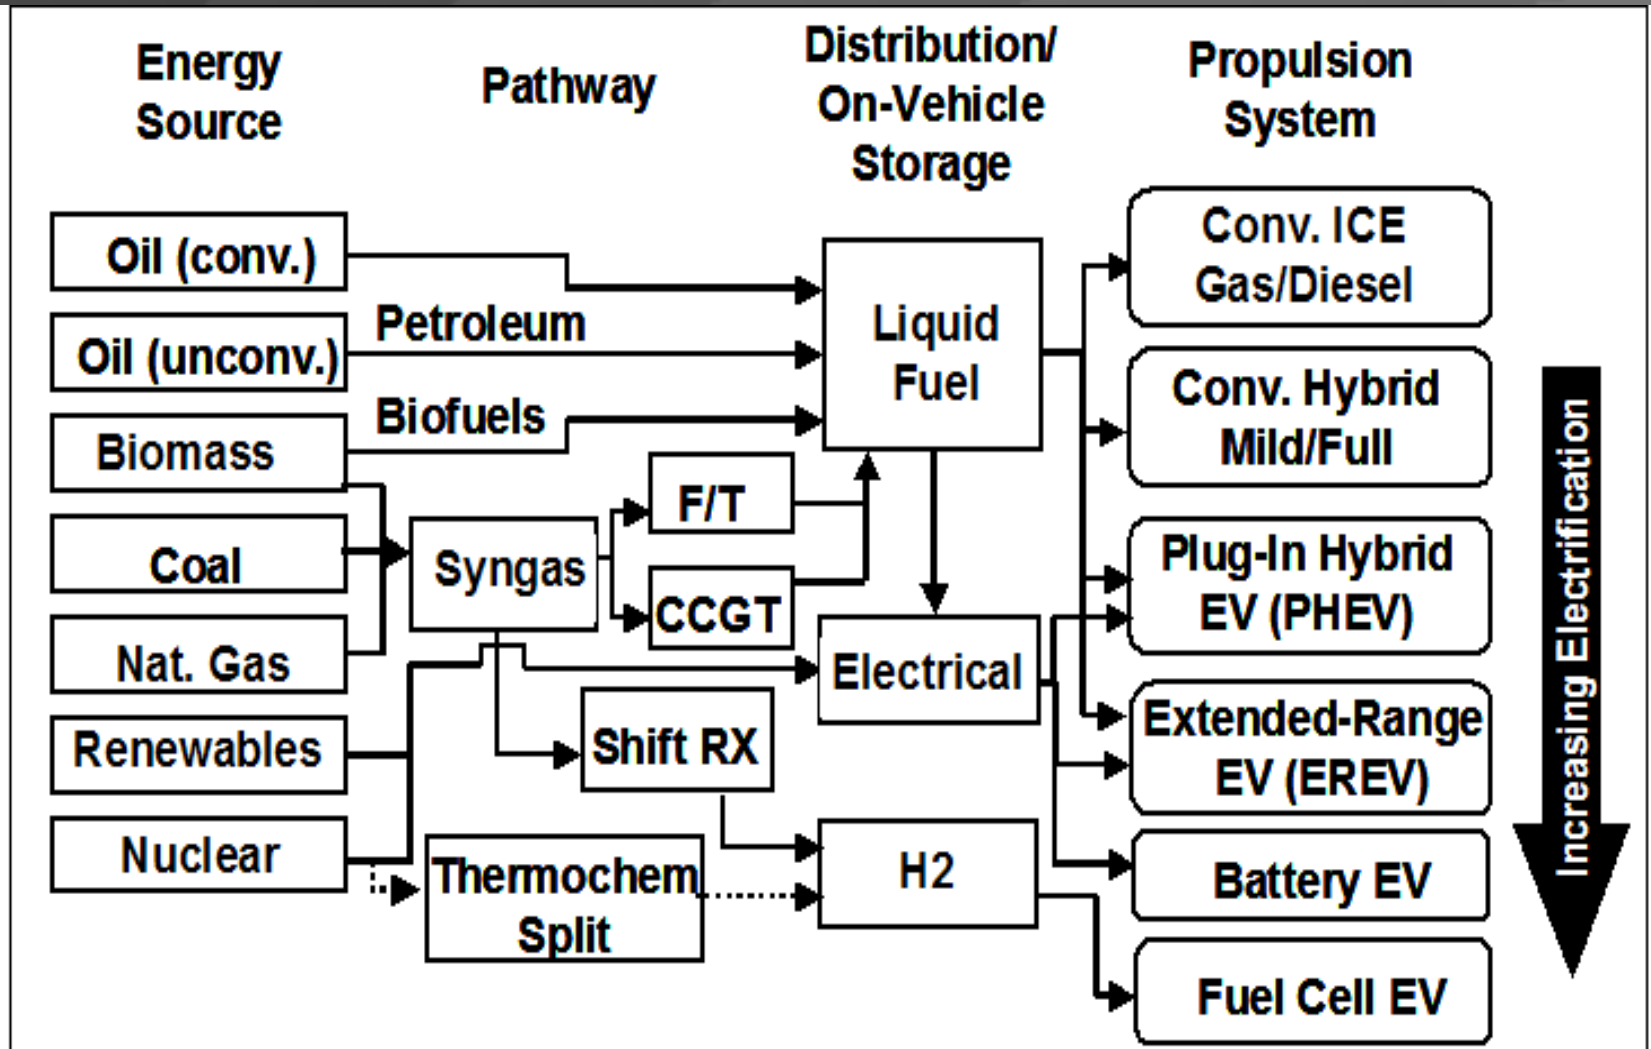 Energy
Source
Pathway
Distribution/
On-Vehicle
Storage
Propulsion
System
Oil (conv.)
Oil (unconv.)
Biomass
Coal
Nat. Gas
Renewables
Nuclear
Petroleum
Biofuels
Syngas
F/T
CCGT
Shift RX
Thermochem
Split
Liquid
Fuel
Electrical
H2
Conv. ICE
Gas/Diesel
Conv. Hybrid
Mild/Full
Plug-In Hybrid
EV (PHEV)
Extended-Range
EV (EREV)
Battery EV
Fuel Cell EV
Increasing Electrification